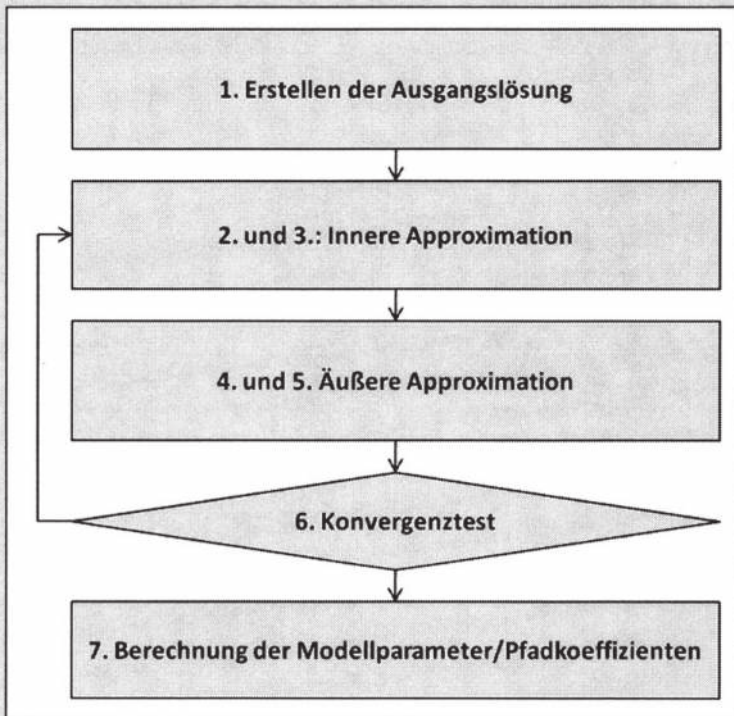 1. Erstellen der Ausgangslösung
2. und 3.: Innere Approximation
4. und 5. Äußere Approximation
6. Konvergenztest
7. Berechnung der Modellparameter/Pfadkoeffizienten